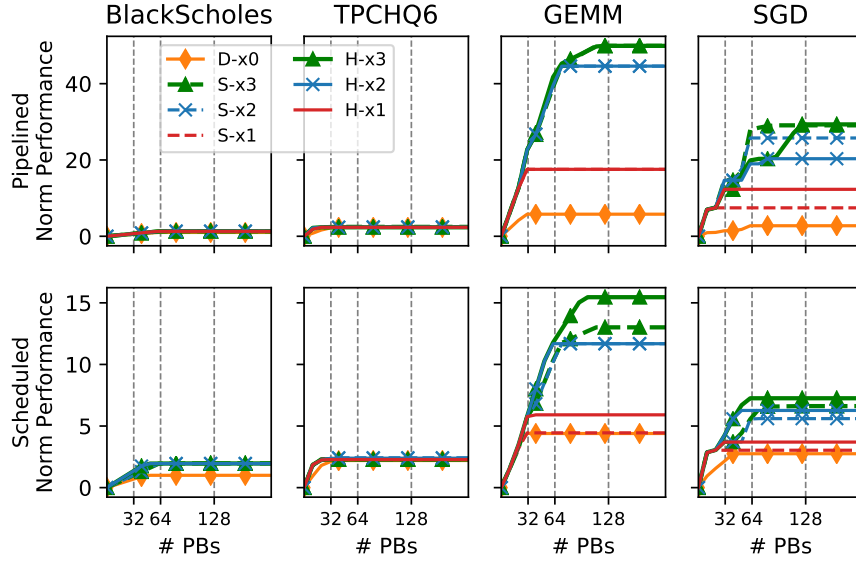 BlackScholes TPCHQ6 GEMM SGD
Pipelined
Norm Performance
0
20
40
D-x0
S-x3
S-x2
S-x1
H-x3
H-x2
H-x1
Scheduled
Norm Performance
0
5
10
15
32 64 128 32 64 128 32 64 128 32 64 128
# PBs # PBs # PBs # PBs